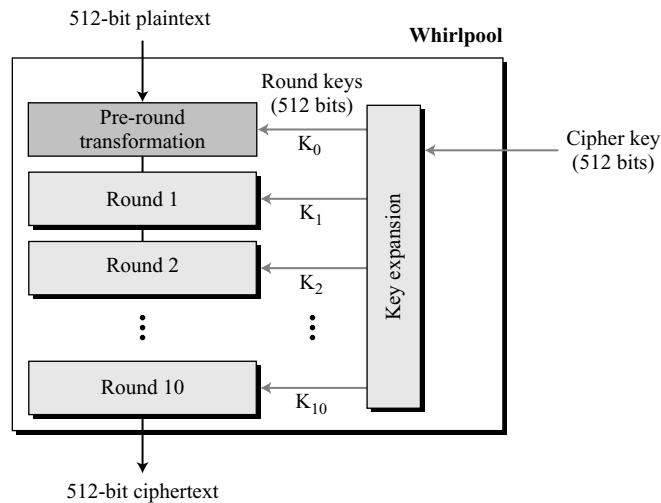 512-bit plaintext
Whirlpool
Round keys
(512 bits)
Pre-round
transformation
K0
Cipher key
(512 bits)
Round 1
K1
Key expansion
Round 2
K2
Round 10
K10
512-bit ciphertext